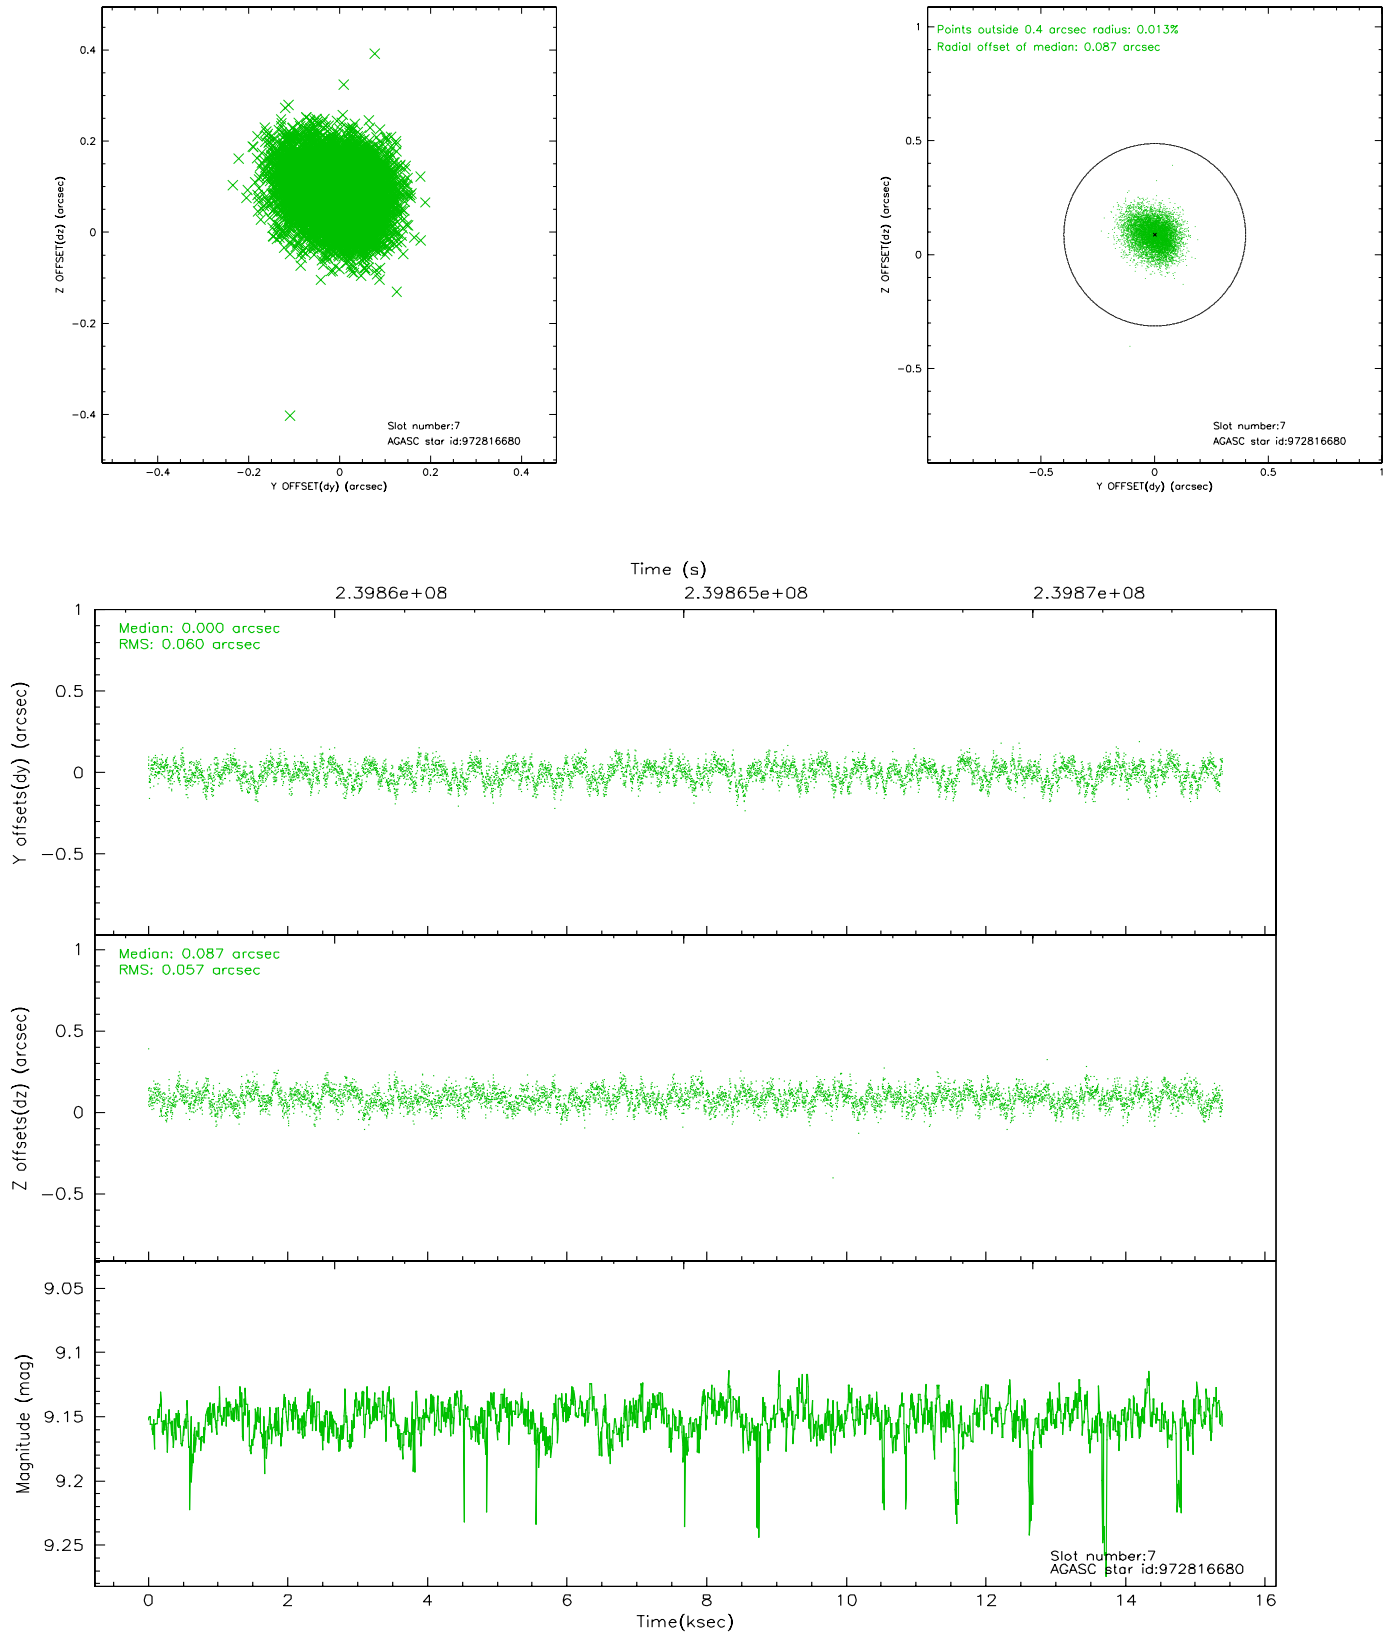 0.4
0.2
0
−0.2
−0.4
Z OFFSET(dz) (arcsec)
Slot number:7
AGASC star id:972816680
−0.4 −0.2 0 0.2 0.4
Y OFFSET(dy) (arcsec)
Points outside 0.4 arcsec radius: 0.013%
Radial offset of median: 0.087 arcsec
1
0.5
0
−0.5
Z OFFSET(dz) (arcsec)
Slot number:7
AGASC star id:972816680
−0.5 0 0.5 1
Y OFFSET(dy) (arcsec)
Time (s)
2.3986e+08 2.39865e+08 2.3987e+08
Median: 0.000 arcsec
RMS: 0.060 arcsec
1
0.5
0
−0.5
Y offsets(dy) (arcsec)
Median: 0.087 arcsec
RMS: 0.057 arcsec
1
0.5
0
−0.5
Z offsets(dz) (arcsec)
9.05
9.1
9.15
9.2
9.25
Magnitude (mag)
Slot number:7
AGASC star id:972816680
0 2 4 6 8 10 12 14 16
Time(ksec)